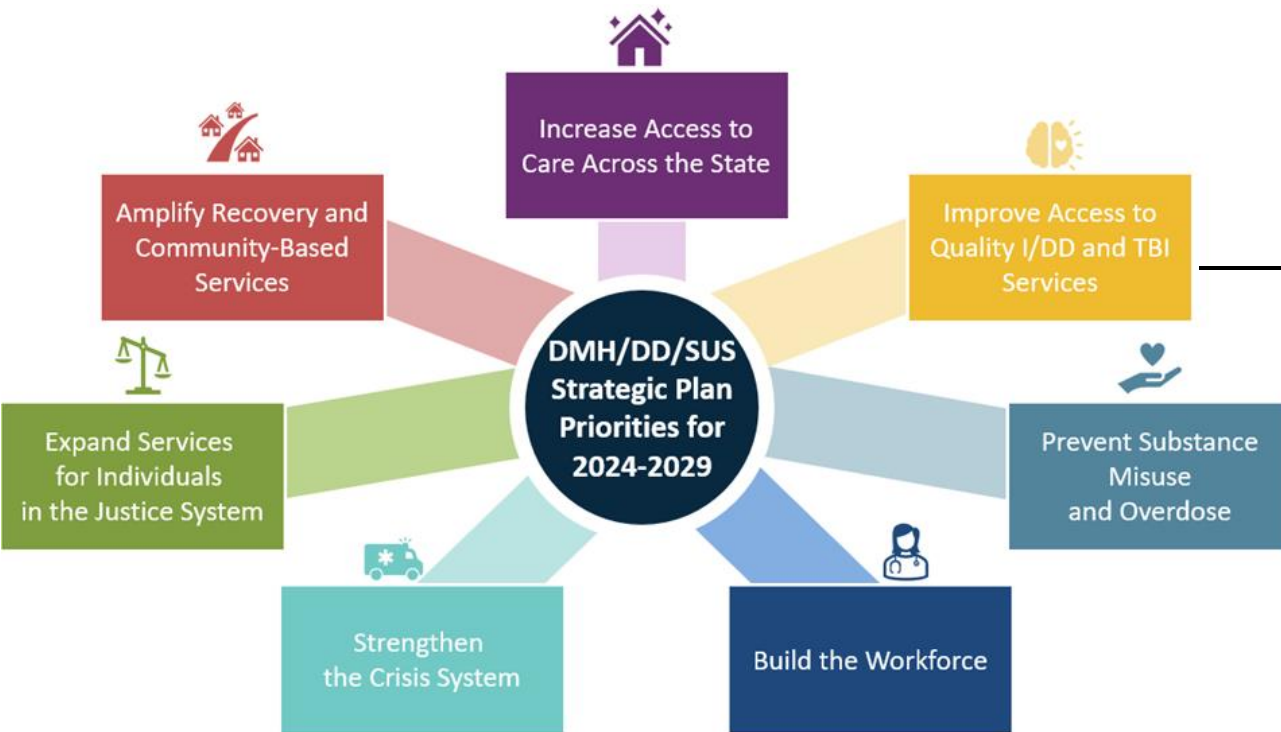 Increase Access to
Care Across the State
Amplify Recovery and
Community-Based
Services
Improve Access to
Quality I/DD and TBI
Services
DMH/DD/SUS
Strategic Plan
Priorities for
2024-2029
Expand Services
for Individuals
in the Justice System
Prevent Substance
Misuse
and Overdose
Strengthen
the Crisis System
Build the Workforce